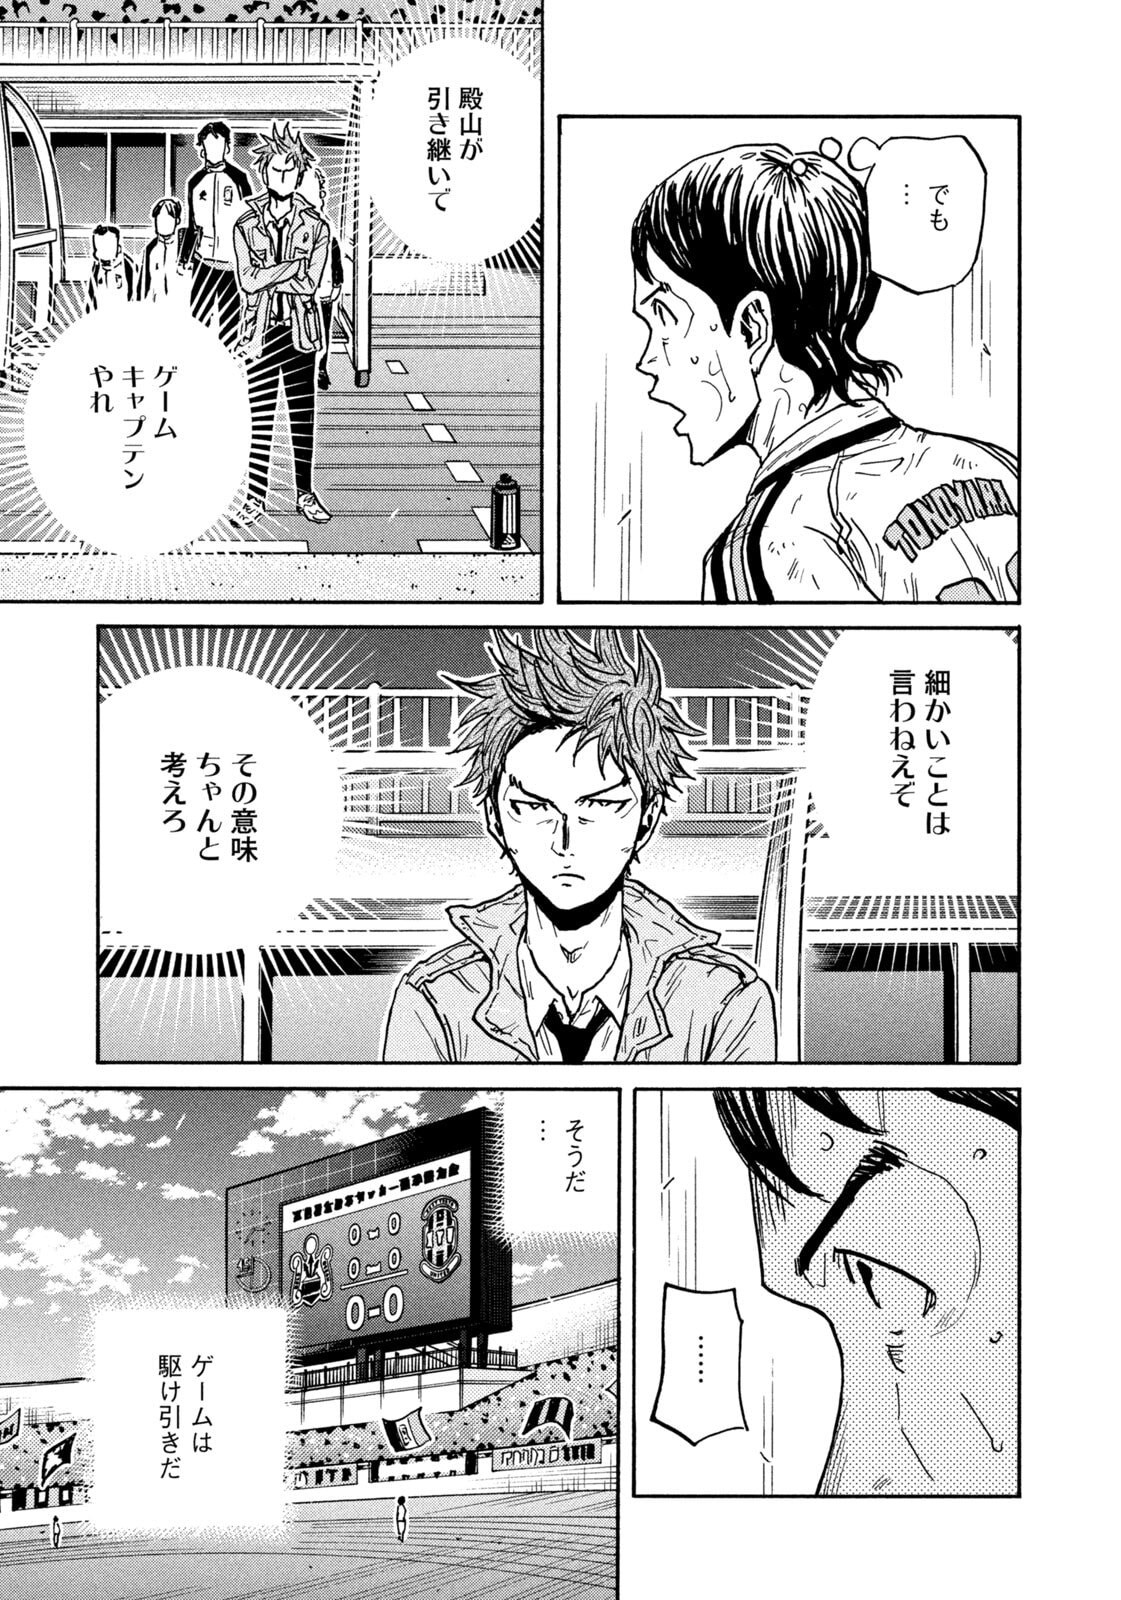 でも
…
TONOYAMA
殿山が
引き継いで
ゲーム
キャプテン
やれ
細かいことは
言わねえぞ
その意味
ちゃんと
考えろ
……
そうだ
…
0-0
0-0
0-0
ゲームは
駆け引きだ